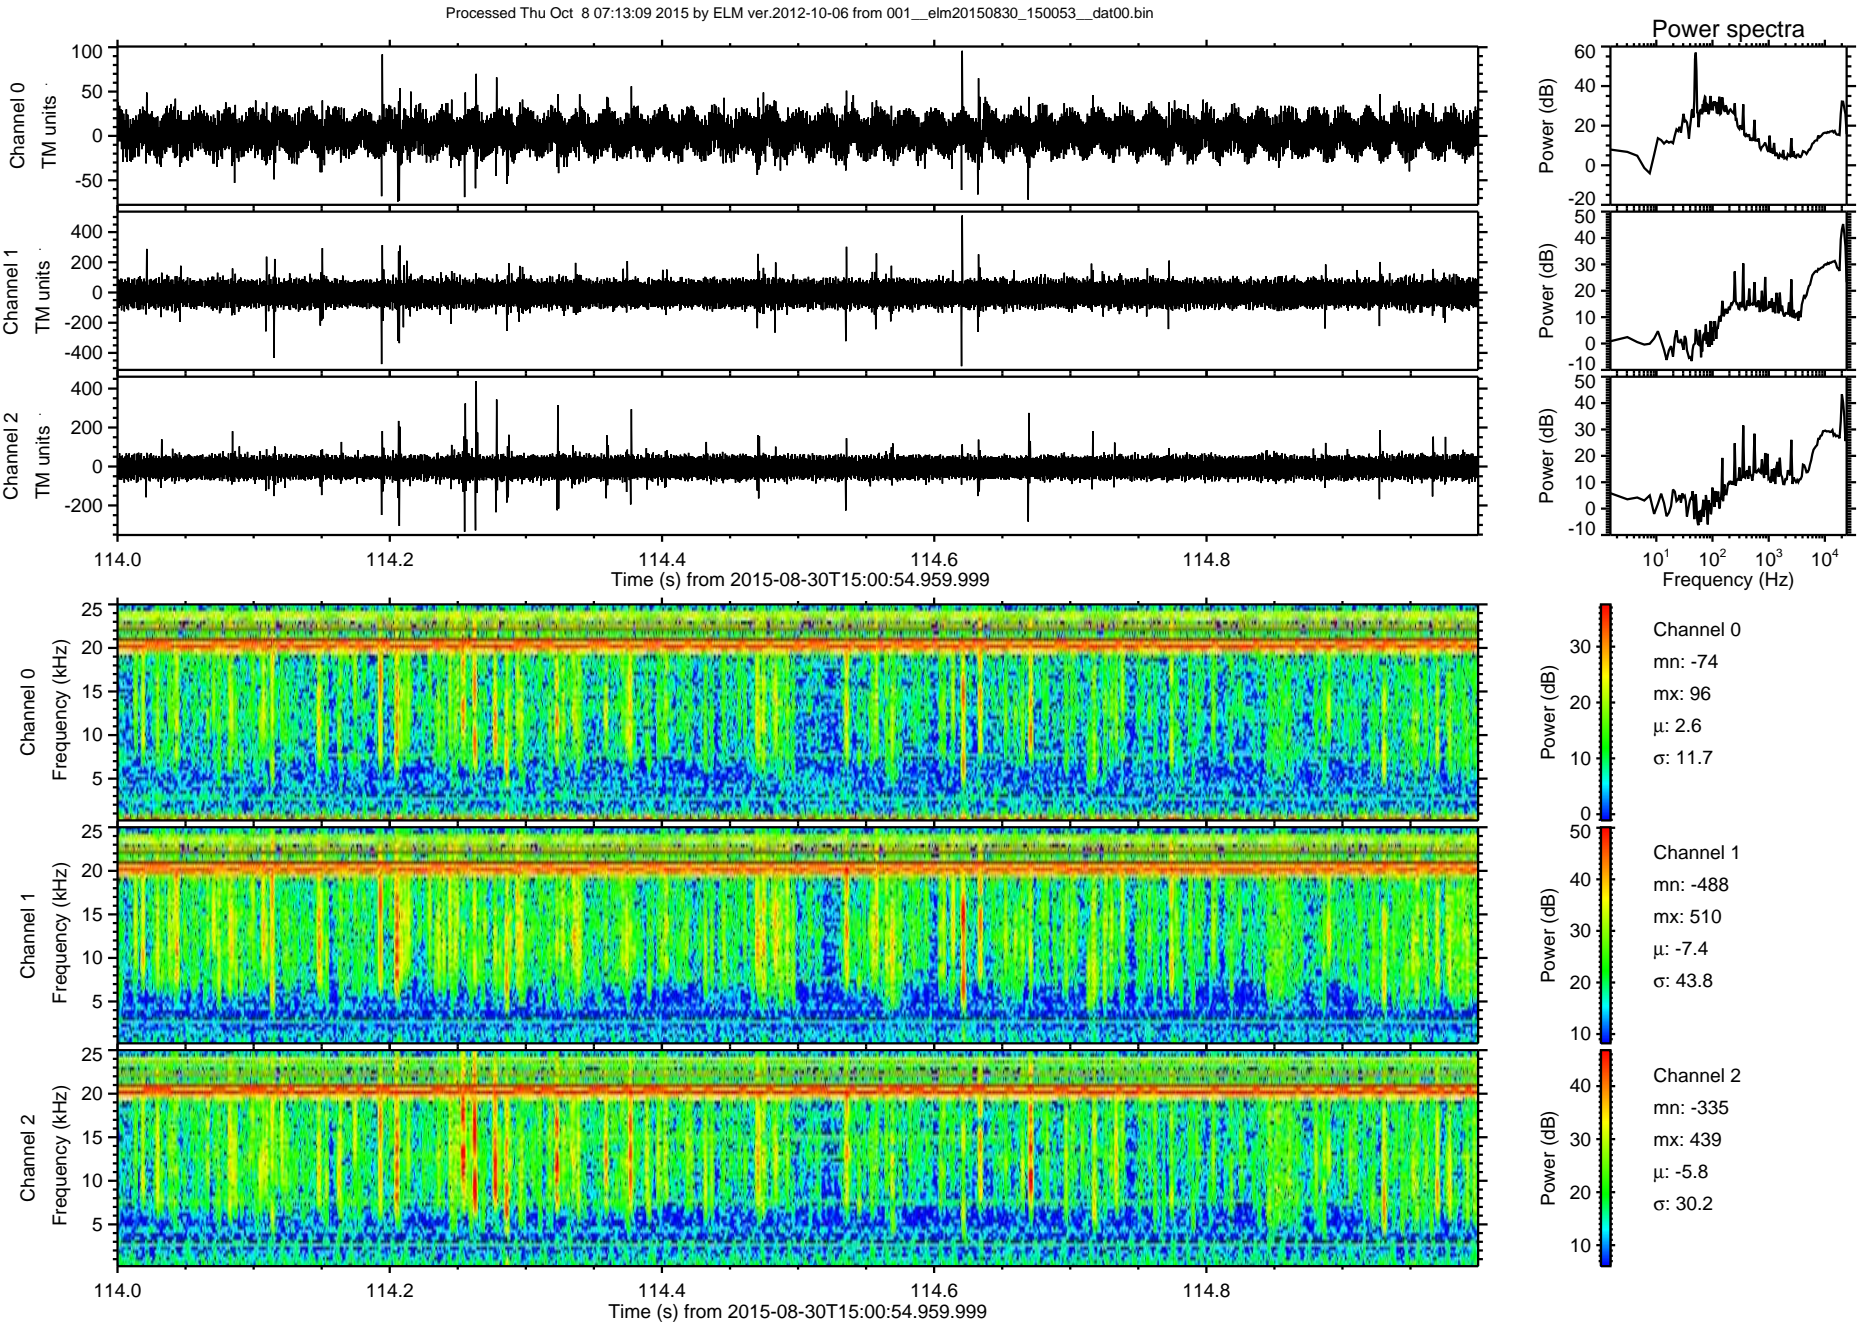 Processed Thu Oct  8 07:13:09 2015 by ELM ver.2012-10-06 from 001__elm20150830_150053__dat00.bin
Power spectra
Channel 0
TM units
100
50
0
-50
Power (dB)
60
40
20
0
-20
Channel 1
TM units
400
200
0
-200
-400
Power (dB)
50
40
30
20
10
0
-10
Channel 2
TM units
400
200
0
-200
Power (dB)
50
40
30
20
10
0
-10
114.0 114.2 114.4 114.6 114.8
Time (s) from 2015-08-30T15:00:54.959.999
10^1 10^2 10^3 10^4
Frequency (Hz)
Channel 0
Frequency (kHz)
25
20
15
10
5
Power (dB)
30
20
10
0
Channel 0
mn: -74
mx: 96
μ: 2.6
σ: 11.7
Channel 1
Frequency (kHz)
25
20
15
10
5
Power (dB)
50
40
30
20
10
Channel 1
mn: -488
mx: 510
μ: -7.4
σ: 43.8
Channel 2
Frequency (kHz)
25
20
15
10
5
Power (dB)
40
30
20
10
Channel 2
mn: -335
mx: 439
μ: -5.8
σ: 30.2
114.0 114.2 114.4 114.6 114.8
Time (s) from 2015-08-30T15:00:54.959.999